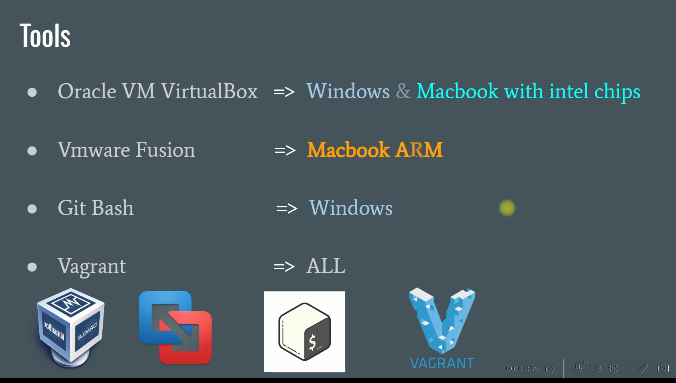 Tools
● Oracle VM VirtualBox => Windows & Macbook with intel chips
● Vmware Fusion => Macbook ARM
● Git Bash => Windows
● Vagrant => ALL
$_
VAGRANT